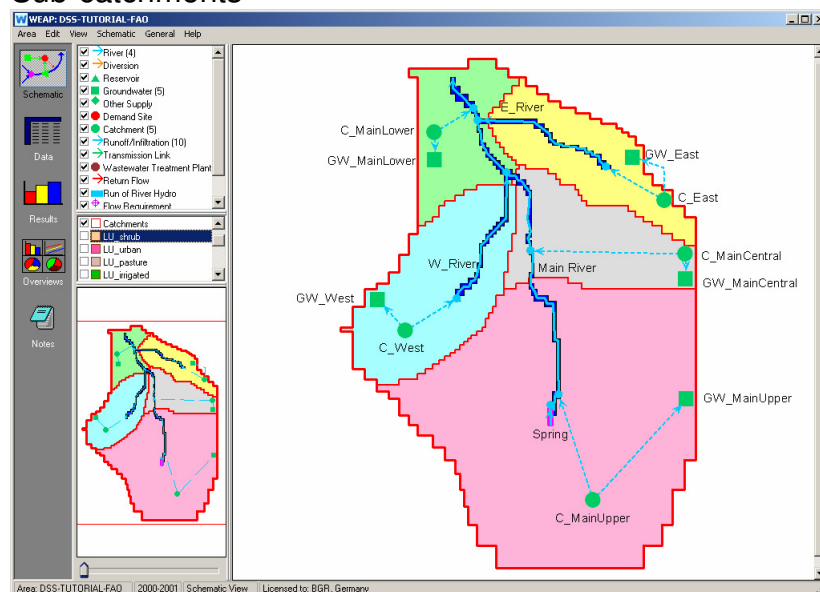 Sub-catchments
WEAP: DSS-TUTORIAL-FAO
Area Edit View Schematic General Help
Schematic
Data
Results
Overviews
Notes
River (4)
Diversion
Reservoir
Groundwater (5)
Other Supply
Demand Site
Catchment (5)
Runoff/Infiltration (10)
Transmission Link
Wastewater Treatment Plant
Return Flow
Run of River Hydro
Flow Requirement
Catchments
LU_shrub
LU_urban
LU_pasture
LU_irrigated
E_River
C_MainLower
GW_MainLower
GW_East
C_East
C_MainCentral
W_River
Main River
GW_MainCentral
GW_West
C_West
GW_MainUpper
Spring
C_MainUpper
Area: DSS-TUTORIAL-FAO 2000-2001 Schematic View Licensed to: BGR, Germany